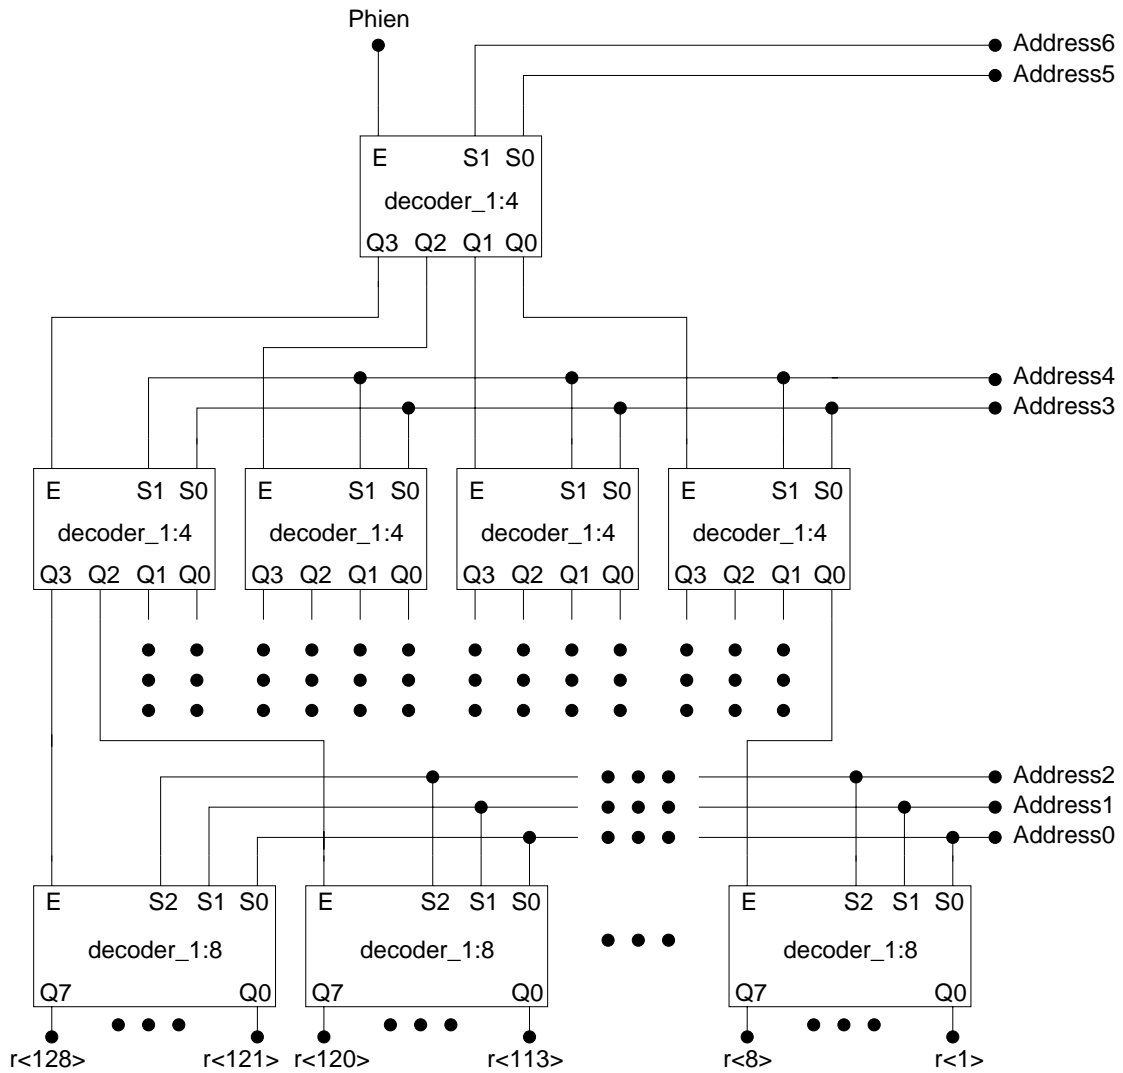 Phien
Address6
Address5
E S1 S0
decoder_1:4
Q3 Q2 Q1 Q0
Address4
Address3
E S1 S0 E S1 S0 E S1 S0 E S1 S0
decoder_1:4 decoder_1:4 decoder_1:4 decoder_1:4
Q3 Q2 Q1 Q0 Q3 Q2 Q1 Q0 Q3 Q2 Q1 Q0 Q3 Q2 Q1 Q0
Address2
Address1
Address0
E S2 S1 S0 E S2 S1 S0 E S2 S1 S0
decoder_1:8 decoder_1:8 decoder_1:8
Q7 Q0 Q7 Q0 Q7 Q0
r<128> r<121> r<120> r<113> r<8> r<1>